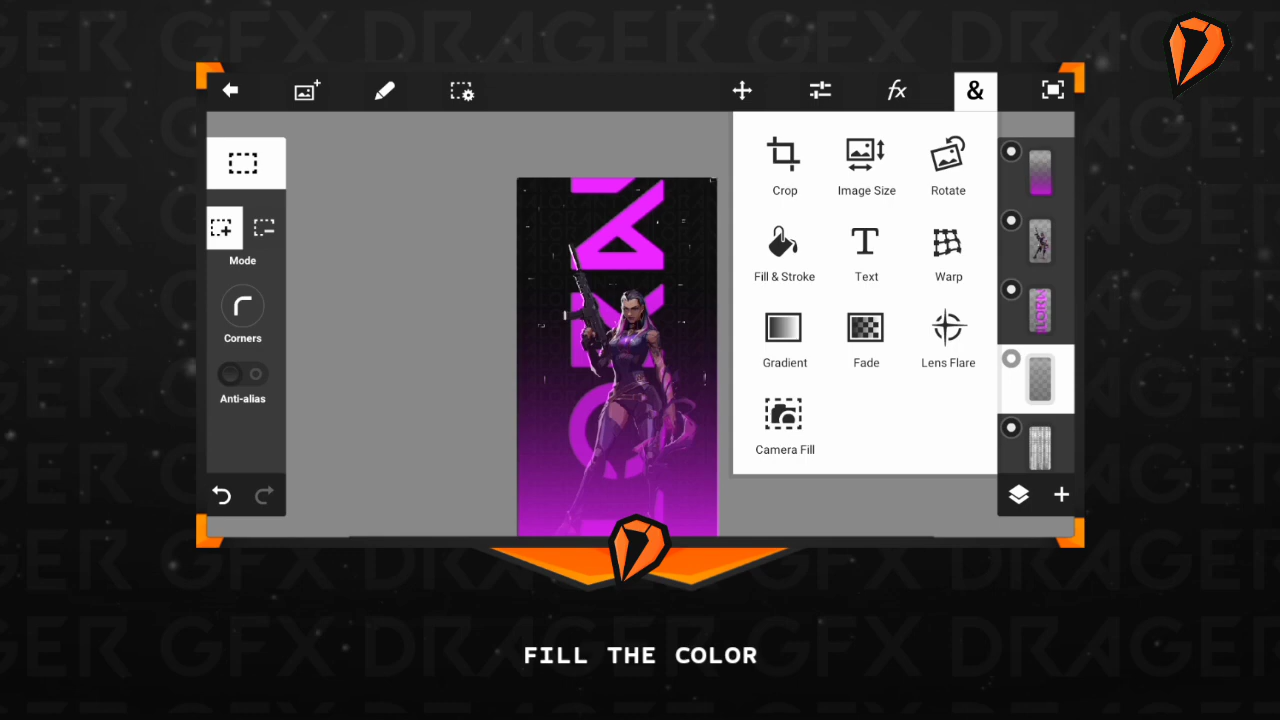 DRAGER GFX DRAGER GFX DRAGER
fx
&
Crop
Image Size
Rotate
Mode
Fill & Stroke
T
Text
Warp
Corners
Gradient
Fade
Lens Flare
Anti-alias
Camera Fill
FILL THE COLOR